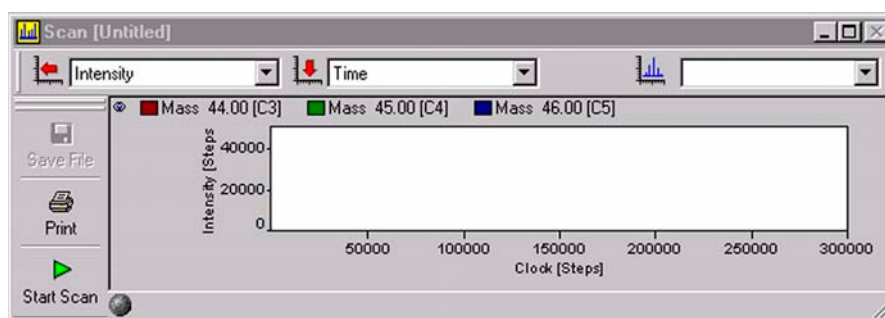 Scan [Untitled]
Intensity
Time
Mass 44.00 [C3] Mass 45.00 [C4] Mass 46.00 [C5]
Save File
Print
Start Scan
Intensity [Steps
40000
20000
0
50000 100000 150000 200000 250000 300000
Clock [Steps]